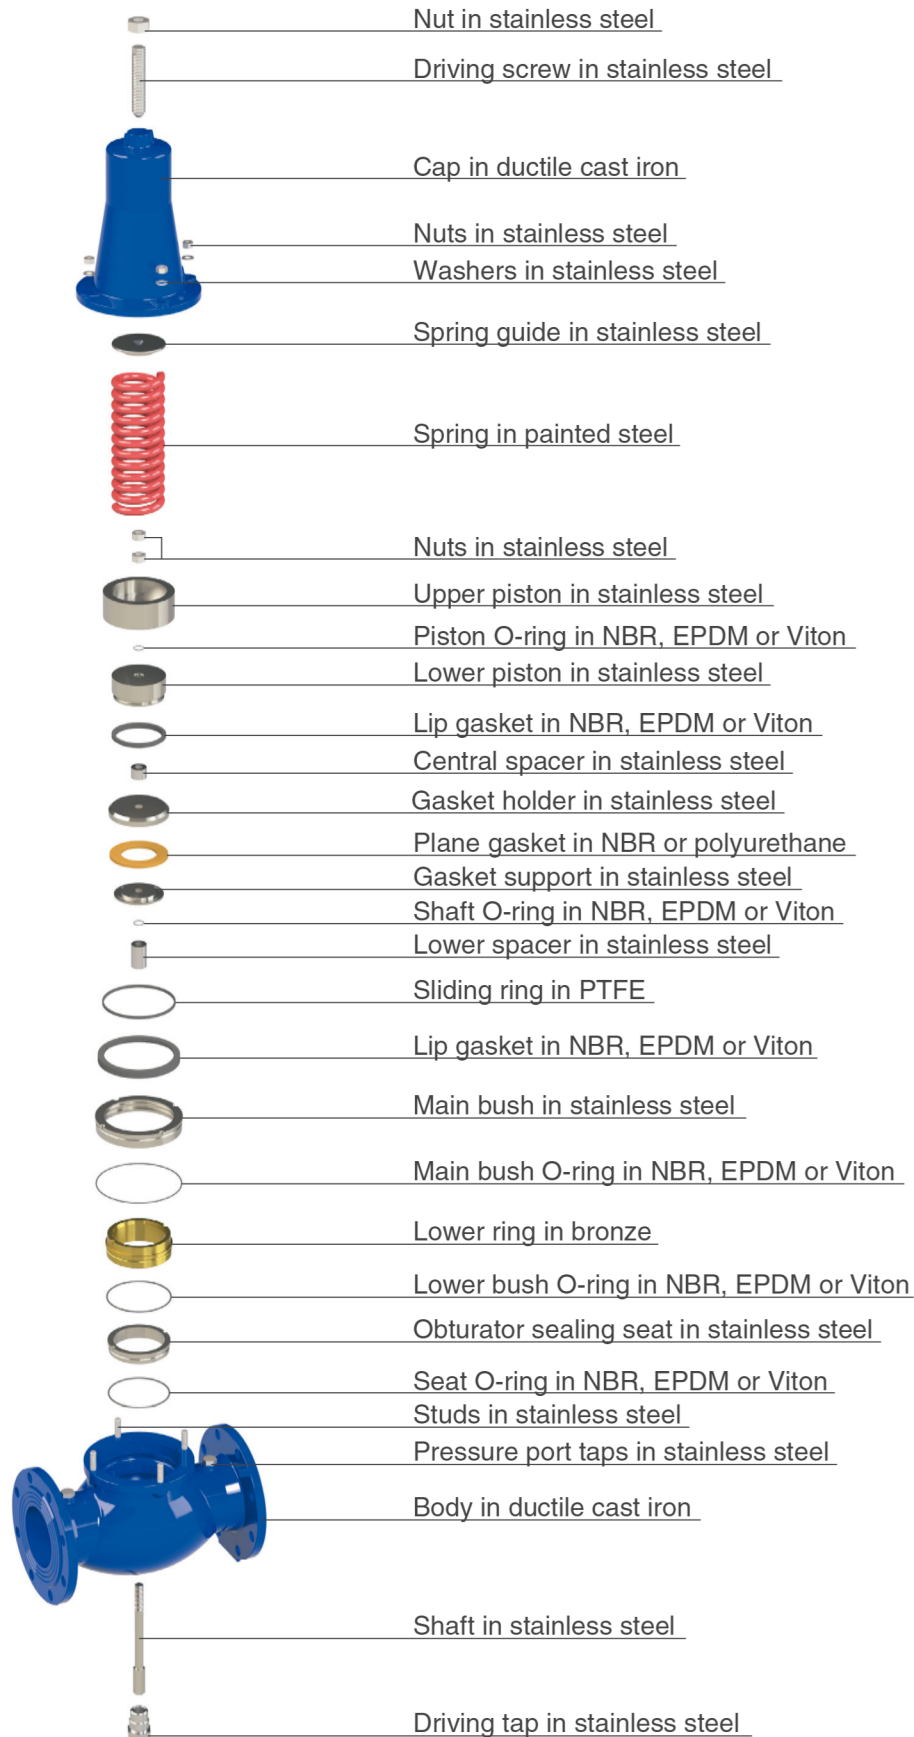 Nut in stainless steel
Driving screw in stainless steel
Cap in ductile cast iron
Nuts in stainless steel
Washers in stainless steel
Spring guide in stainless steel
Spring in painted steel
Nuts in stainless steel
Upper piston in stainless steel
Piston O-ring in NBR, EPDM or Viton
Lower piston in stainless steel
Lip gasket in NBR, EPDM or Viton
Central spacer in stainless steel
Gasket holder in stainless steel
Plane gasket in NBR or polyurethane
Gasket support in stainless steel
Shaft O-ring in NBR, EPDM or Viton
Lower spacer in stainless steel
Sliding ring in PTFE
Lip gasket in NBR, EPDM or Viton
Main bush in stainless steel
Main bush O-ring in NBR, EPDM or Viton
Lower ring in bronze
Lower bush O-ring in NBR, EPDM or Viton
Obturator sealing seat in stainless steel
Seat O-ring in NBR, EPDM or Viton
Studs in stainless steel
Pressure port taps in stainless steel
Body in ductile cast iron
Shaft in stainless steel
Driving tap in stainless steel